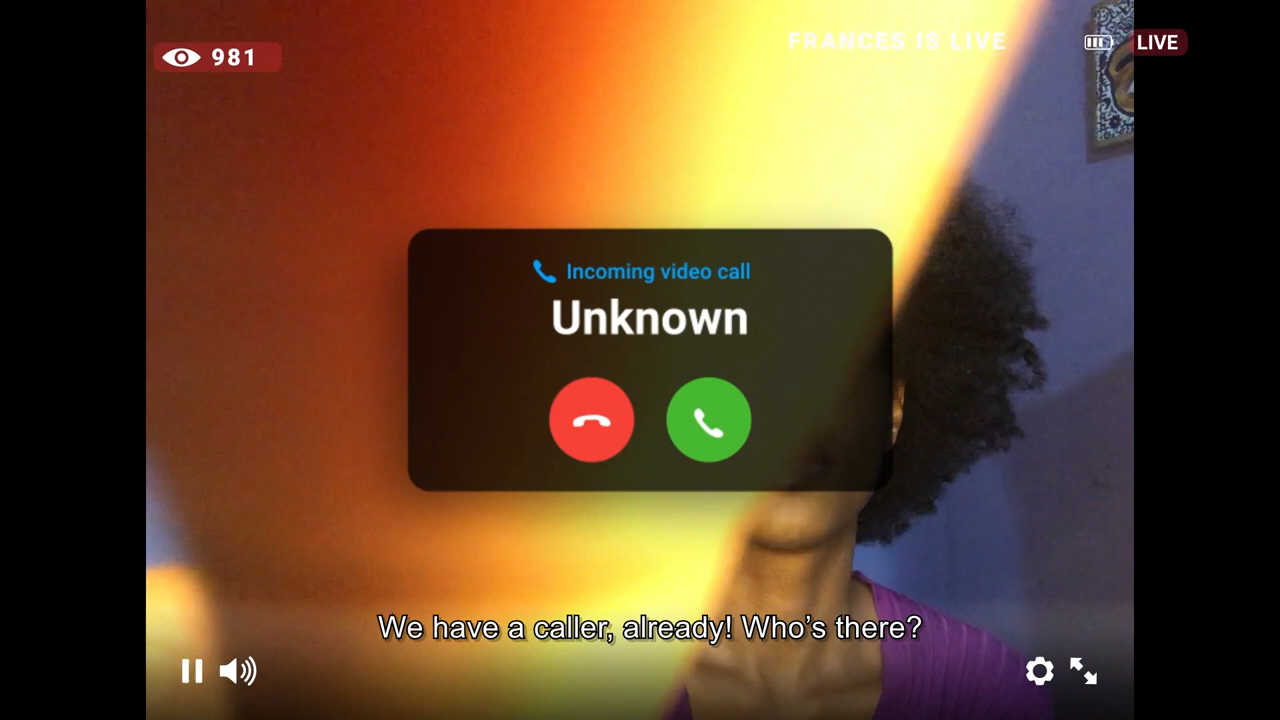 981
FRANCES IS LIVE
LIVE
Incoming video call
Unknown
We have a caller, already! Who's there?